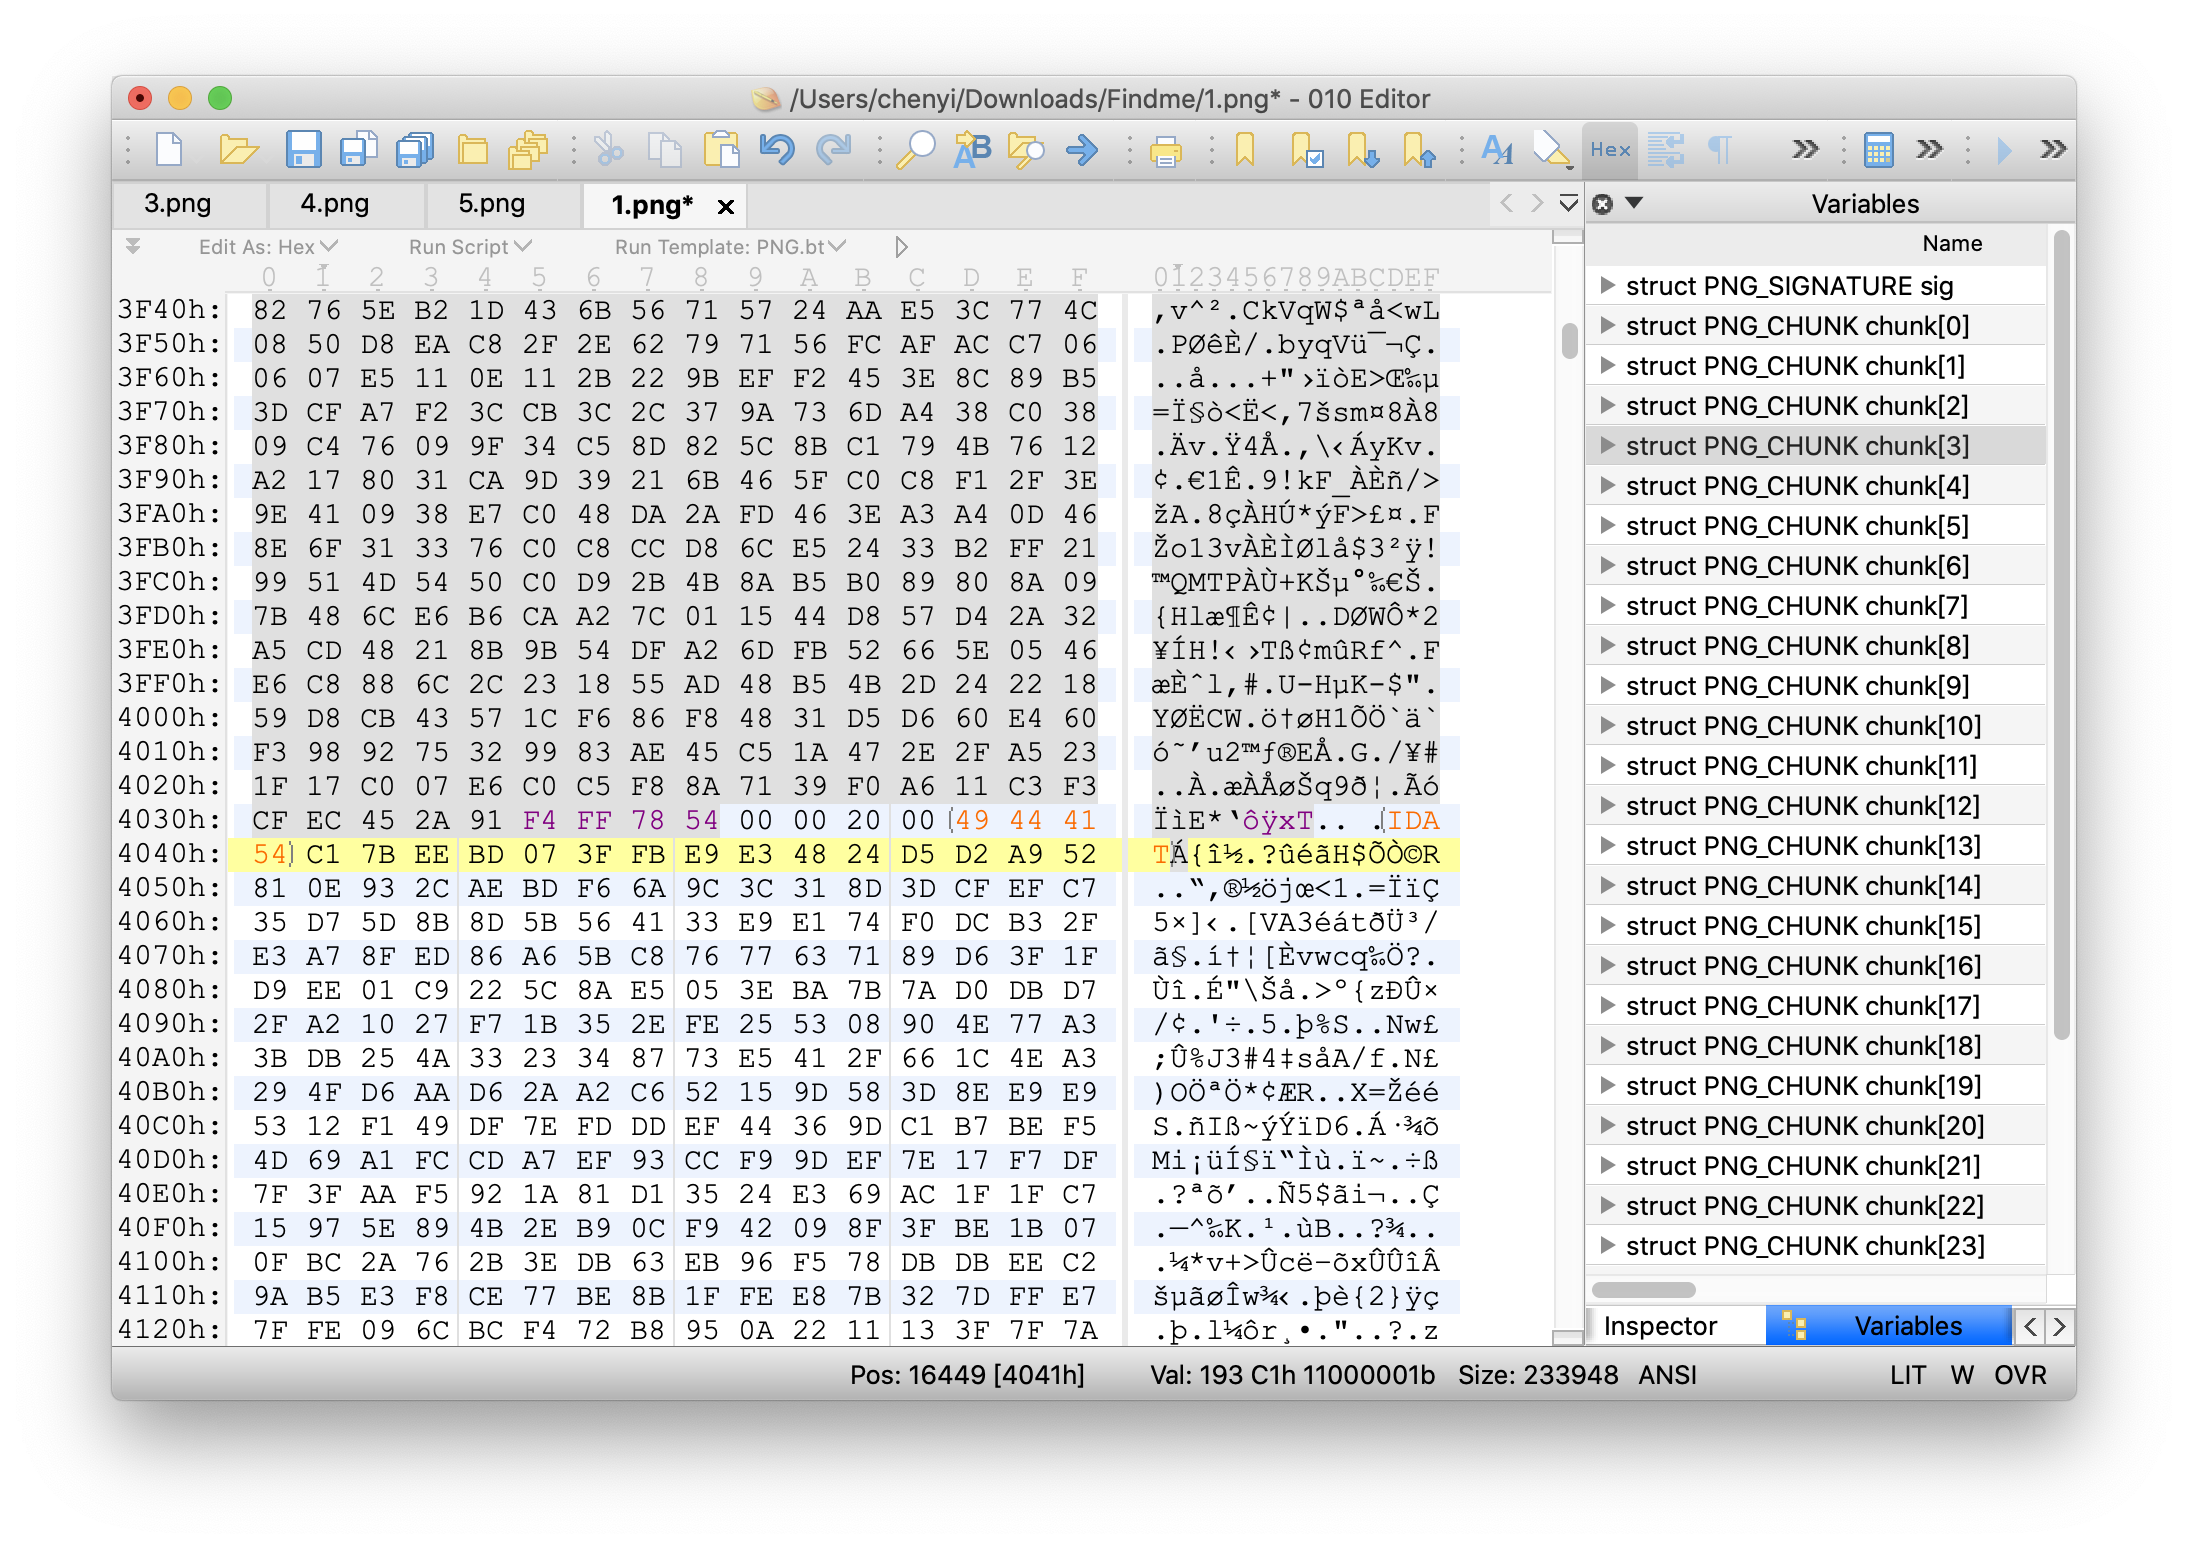 /Users/chenyi/Downloads/Findme/1.png* - 010 Editor
Hex
3.png 4.png 5.png 1.png*
Variables
Edit As: Hex Run Script Run Template: PNG.bt
Name
0 1 2 3 4 5 6 7 8 9 A B C D E F 0123456789ABCDEF
3F40h: 82 76 5E B2 1D 43 6B 56 71 57 24 AA E5 3C 77 4C ‚v^².CkVqW$ªå<wL
3F50h: 08 50 D8 EA C8 2F 2E 62 79 71 56 FC AF AC C7 06 .PØêÈ/.byqVü¯¬Ç.
3F60h: 06 07 E5 11 0E 11 2B 22 9B EF F2 45 3E 8C 89 B5 ..å...+"›ïòE>Œ‰µ
3F70h: 3D CF A7 F2 3C CB 3C 2C 37 9A 73 6D A4 38 C0 38 =Ï§ò<Ë<,7šsm¤8À8
3F80h: 09 C4 76 09 9F 34 C5 8D 82 5C 8B C1 79 4B 76 12 .Äv.Ÿ4Å.‚\‹ÁyKv.
3F90h: A2 17 80 31 CA 9D 39 21 6B 46 5F C0 C8 F1 2F 3E ¢.€1Ê.9!kF_ÀÈñ/>
3FA0h: 9E 41 09 38 E7 C0 48 DA 2A FD 46 3E A3 A4 0D 46 žA.8çÀHÚ*ýF>£¤.F
3FB0h: 8E 6F 31 33 76 C0 C8 CC D8 6C E5 24 33 B2 FF 21 Žo13vÀÈÌØlå$3²ÿ!
3FC0h: 99 51 4D 54 50 C0 D9 2B 4B 8A B5 B0 89 80 8A 09 ™QMTPÀÙ+KŠµ°‰€Š.
3FD0h: 7B 48 6C E6 B6 CA A2 7C 01 15 44 D8 57 D4 2A 32 {Hlæ¶Ê¢|..DØWÔ*2
3FE0h: A5 CD 48 21 8B 9B 54 DF A2 6D FB 52 66 5E 05 46 ¥ÍH!‹›Tß¢mûRf^.F
3FF0h: E6 C8 88 6C 2C 23 18 55 AD 48 B5 4B 2D 24 22 18 æÈˆl,#.U-HµK-$".
4000h: 59 D8 CB 43 57 1C F6 86 F8 48 31 D5 D6 60 E4 60 YØËCW.ö†øH1ÕÖ`ä`
4010h: F3 98 92 75 32 99 83 AE 45 C5 1A 47 2E 2F A5 23 ó˜’u2™ƒ®EÅ.G./¥#
4020h: 1F 17 C0 07 E6 C0 C5 F8 8A 71 39 F0 A6 11 C3 F3 ..À.æÀÅøŠq9ð¦.Ãó
4030h: CF EC 45 2A 91 F4 FF 78 54 00 00 20 00 49 44 41 ÏìE*‘ôÿxT.. .IDA
4040h: 54 C1 7B EE BD 07 3F FB E9 E3 48 24 D5 D2 A9 52 TÁ{î½.?ûéãH$ÕÒ©R
4050h: 81 0E 93 2C AE BD F6 6A 9C 3C 31 8D 3D CF EF C7 ..“,®½öjœ<1.=ÏïÇ
4060h: 35 D7 5D 8B 8D 5B 56 41 33 E9 E1 74 F0 DC B3 2F 5×]‹.[VA3éátðÜ³/
4070h: E3 A7 8F ED 86 A6 5B C8 76 77 63 71 89 D6 3F 1F ã§.í†¦[Èvwcq‰Ö?.
4080h: D9 EE 01 C9 22 5C 8A E5 05 3E BA 7B 7A D0 DB D7 Ùî.É"\Šå.>º{zÐÛ×
4090h: 2F A2 10 27 F7 1B 35 2E FE 25 53 08 90 4E 77 A3 /¢.'÷.5.þ%S..Nw£
40A0h: 3B DB 25 4A 33 23 34 87 73 E5 41 2F 66 1C 4E A3 ;Û%J3#4‡såA/f.N£
40B0h: 29 4F D6 AA D6 2A A2 C6 52 15 9D 58 3D 8E E9 E9 )OÖªÖ*¢ÆR..X=Žéé
40C0h: 53 12 F1 49 DF 7E FD DD EF 44 36 9D C1 B7 BE F5 S.ñIß~ýÝïD6.Á·¾õ
40D0h: 4D 69 A1 FC CD A7 EF 93 CC F9 9D EF 7E 17 F7 DF Mi¡üÍ§ï“Ìù.ï~.÷ß
40E0h: 7F 3F AA F5 92 1A 81 D1 35 24 E3 69 AC 1F 1F C7 .?ªõ’..Ñ5$ãi¬..Ç
40F0h: 15 97 5E 89 4B 2E B9 0C F9 42 09 8F 3F BE 1B 07 .—^‰K.¹.ùB..?¾..
4100h: 0F BC 2A 76 2B 3E DB 63 EB 96 F5 78 DB DB EE C2 .¼*v+>Ûcë–õxÛÛîÂ
4110h: 9A B5 E3 F8 CE 77 BE 8B 1F FE E8 7B 32 7D FF E7 šµãøÎw¾‹.þè{2}ÿç
4120h: 7F FE 09 6C BC F4 72 B8 95 0A 22 11 13 3F 7F 7A .þ.l¼ôr¸•."..?.z
struct PNG_SIGNATURE sig
struct PNG_CHUNK chunk[0]
struct PNG_CHUNK chunk[1]
struct PNG_CHUNK chunk[2]
struct PNG_CHUNK chunk[3]
struct PNG_CHUNK chunk[4]
struct PNG_CHUNK chunk[5]
struct PNG_CHUNK chunk[6]
struct PNG_CHUNK chunk[7]
struct PNG_CHUNK chunk[8]
struct PNG_CHUNK chunk[9]
struct PNG_CHUNK chunk[10]
struct PNG_CHUNK chunk[11]
struct PNG_CHUNK chunk[12]
struct PNG_CHUNK chunk[13]
struct PNG_CHUNK chunk[14]
struct PNG_CHUNK chunk[15]
struct PNG_CHUNK chunk[16]
struct PNG_CHUNK chunk[17]
struct PNG_CHUNK chunk[18]
struct PNG_CHUNK chunk[19]
struct PNG_CHUNK chunk[20]
struct PNG_CHUNK chunk[21]
struct PNG_CHUNK chunk[22]
struct PNG_CHUNK chunk[23]
Inspector Variables
Pos: 16449 [4041h] Val: 193 C1h 11000001b Size: 233948 ANSI LIT W OVR